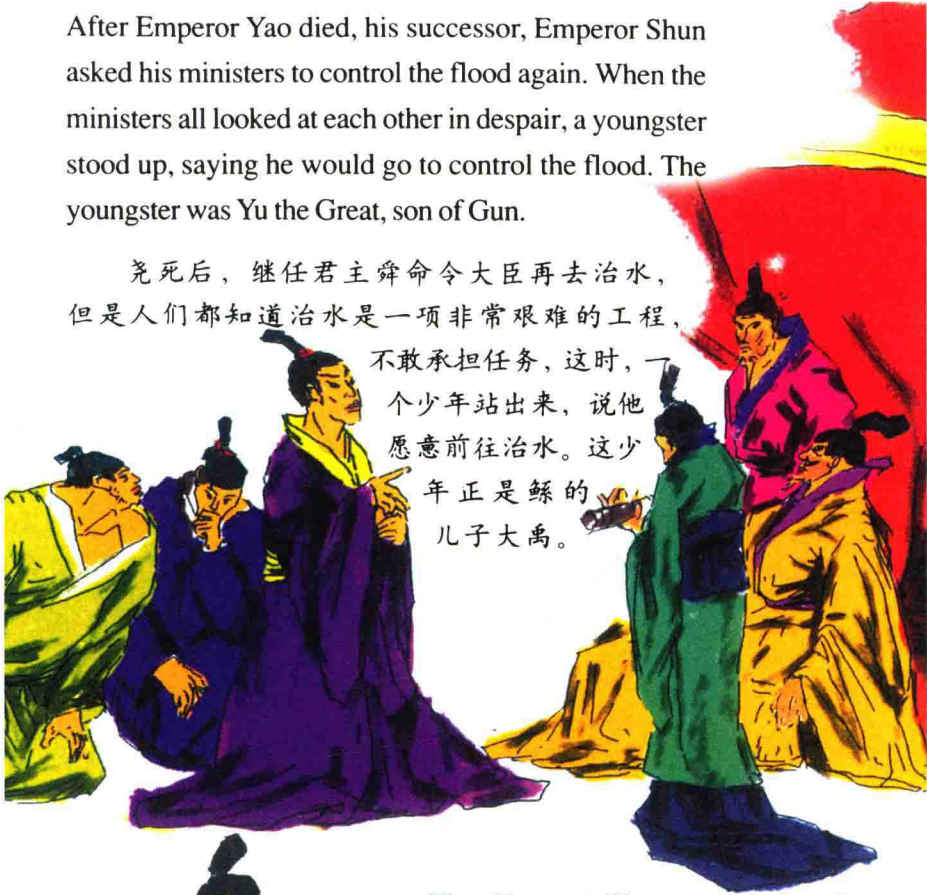 After Emperor Yao died, his successor, Emperor Shun
asked his ministers to control the flood again. When the
ministers all looked at each other in despair, a youngster
stood up, saying he would go to control the flood. The
youngster was Yu the Great, son of Gun.
尧死后，继任君主舜命令大臣再去治水，
但是人们都知道治水是一项非常艰难的工程，
不敢承担任务，这时，一
个少年站出来，说他
愿意前往治水。这少
年正是鲧的
儿子大禹。